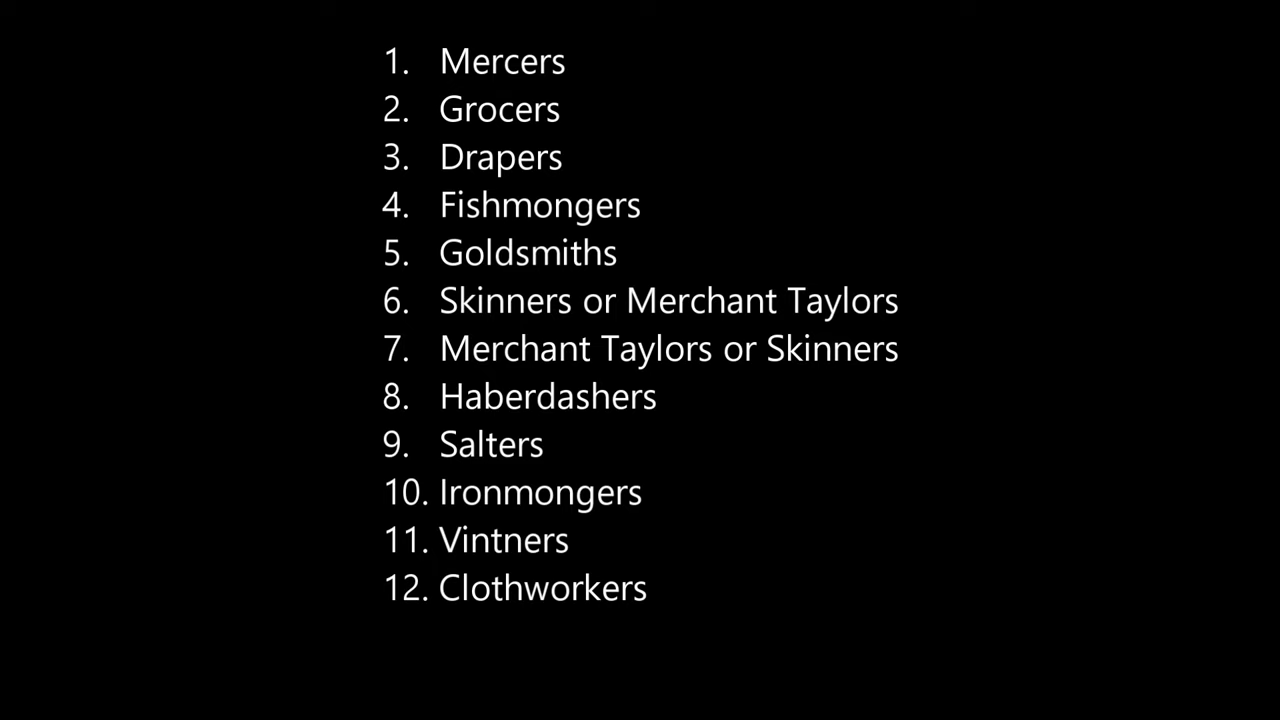 1. Mercers
2. Grocers
3. Drapers
4. Fishmongers
5. Goldsmiths
6. Skinners or Merchant Taylors
7. Merchant Taylors or Skinners
8. Haberdashers
9. Salters
10. Ironmongers
11. Vintners
12. Clothworkers